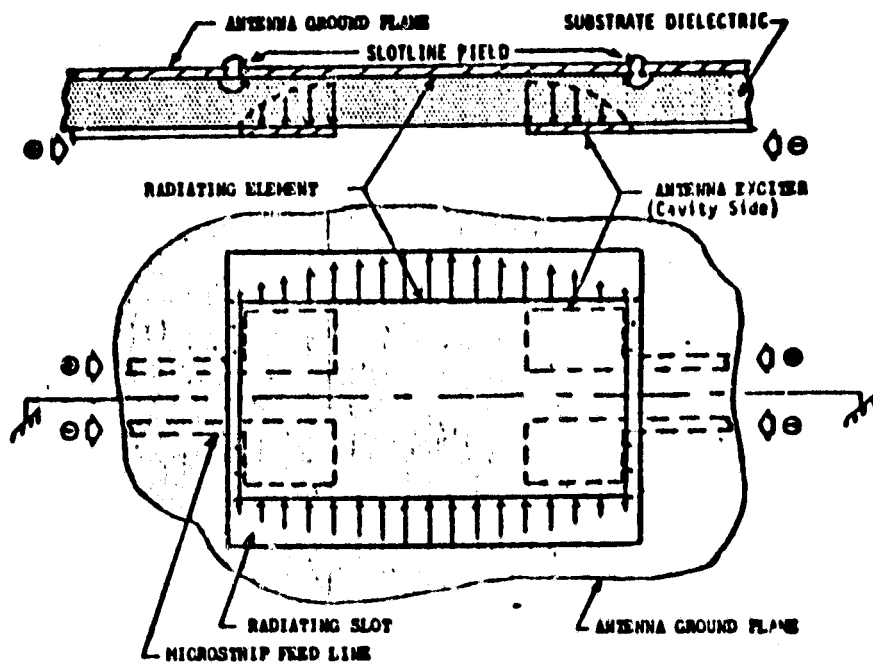 ANTENNA GROUND PLANE
SUBSTRATE DIELECTRIC
SLOTLINE FIELD
RADIATING ELEMENT
ANTENNA EXCITER
(Cavity Side)
RADIATING SLOT
ANTENNA GROUND PLANE
MICROSTRIP FEED LINE